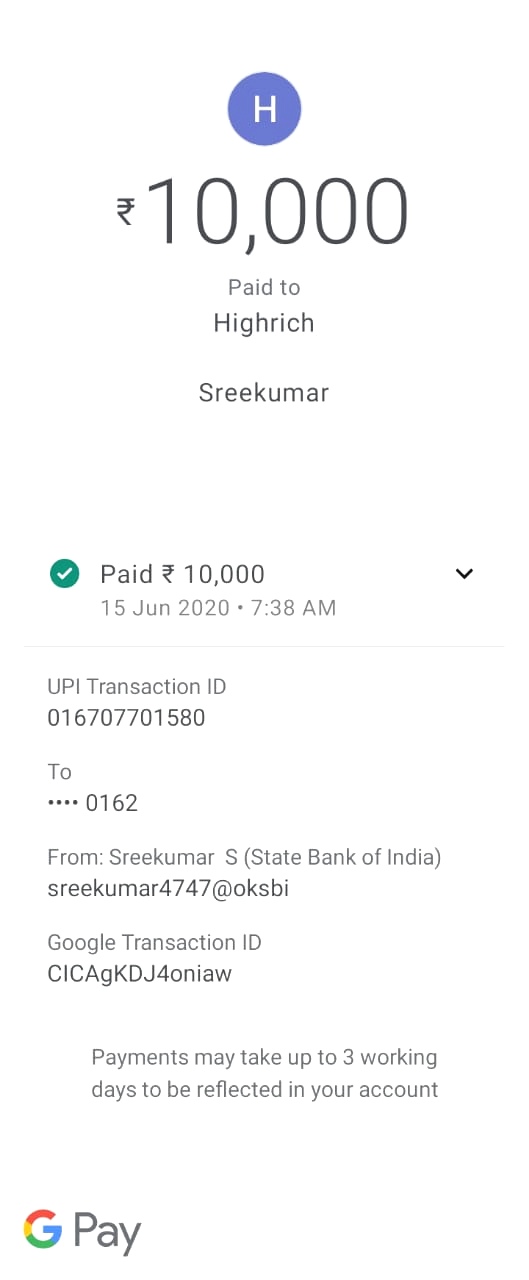 H
₹10,000
Paid to
Highrich
Sreekumar
Paid ₹ 10,000
15 Jun 2020 • 7:38 AM
UPI Transaction ID
016707701580
To
•••• 0162
From: Sreekumar  S (State Bank of India)
sreekumar4747@oksbi
Google Transaction ID
CICAgKDJ4oniaw
Payments may take up to 3 working
days to be reflected in your account
G Pay